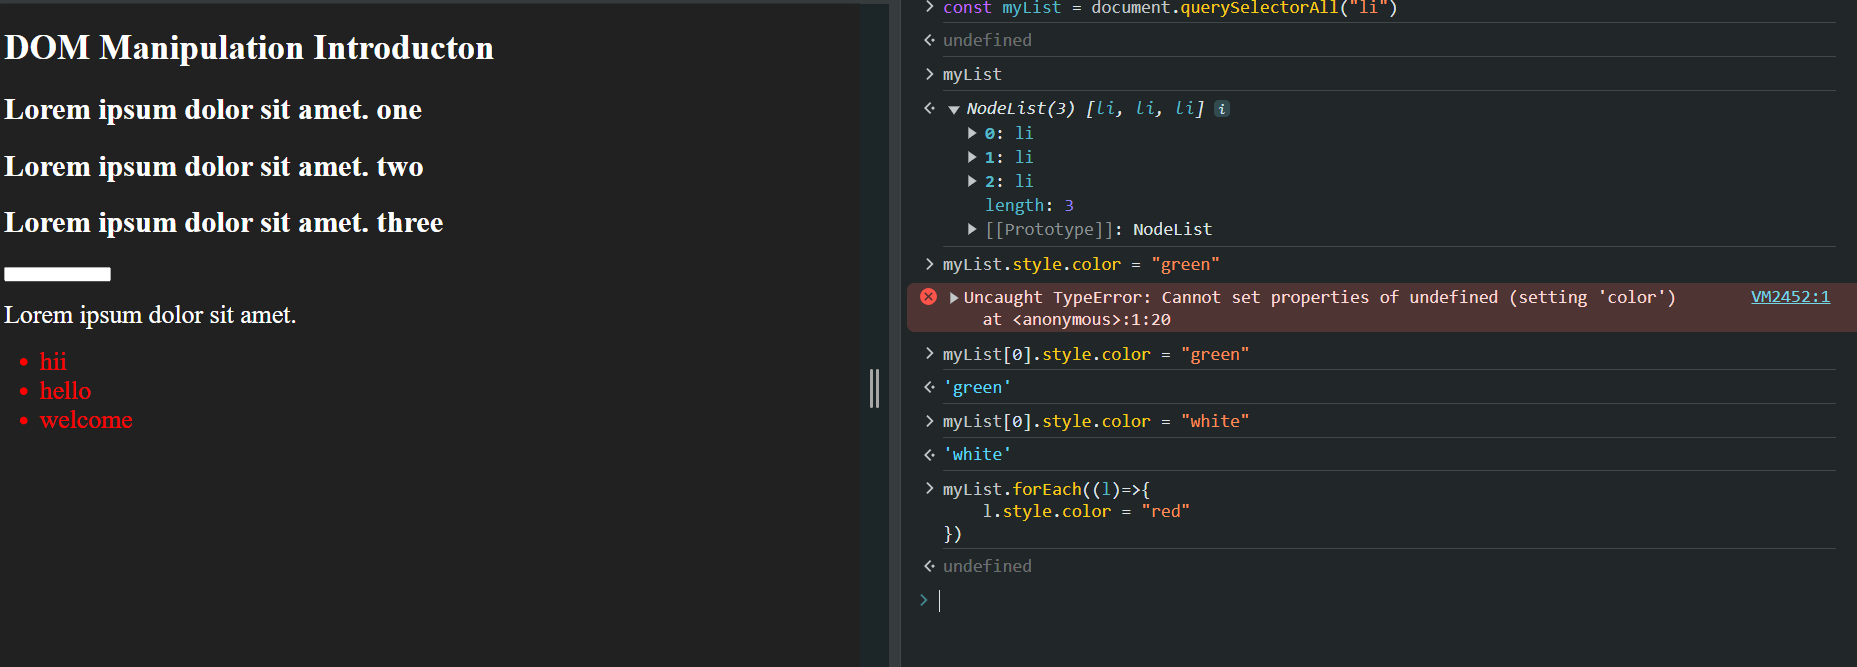 DOM Manipulation Introducton
Lorem ipsum dolor sit amet. one
Lorem ipsum dolor sit amet. two
Lorem ipsum dolor sit amet. three
Lorem ipsum dolor sit amet.
• hii
• hello
• welcome
> const myList = document.querySelectorAll("li")
undefined
> myList
▼ NodeList(3) [li, li, li] i
▶ 0: li
▶ 1: li
▶ 2: li
length: 3
▶ [[Prototype]]: NodeList
> myList.style.color = "green"
▶ Uncaught TypeError: Cannot set properties of undefined (setting 'color') VM2452:1
at <anonymous>:1:20
> myList[0].style.color = "green"
'green'
> myList[0].style.color = "white"
'white'
> myList.forEach((l)=>{
l.style.color = "red"
})
undefined
>